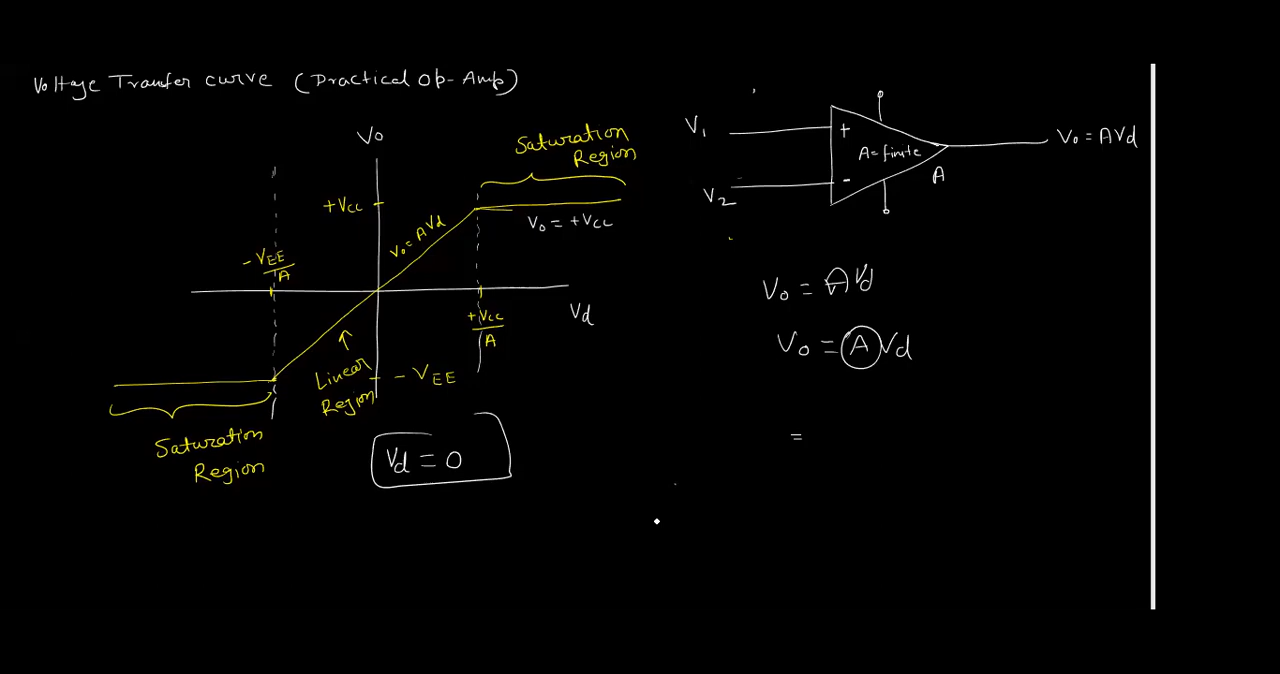 Voltage Transfer curve (Practical Op-Amp)
Vo
Saturation
Region
+Vcc
Vo = AVd
Vo = +Vcc
-VEE/A
Vd
+Vcc/A
Linear
Region
-VEE
Saturation
Region
Vd = 0
V1
+
A = finite
Vo = AVd
V2
-
A
Vo = AVd
Vo = AVd
=